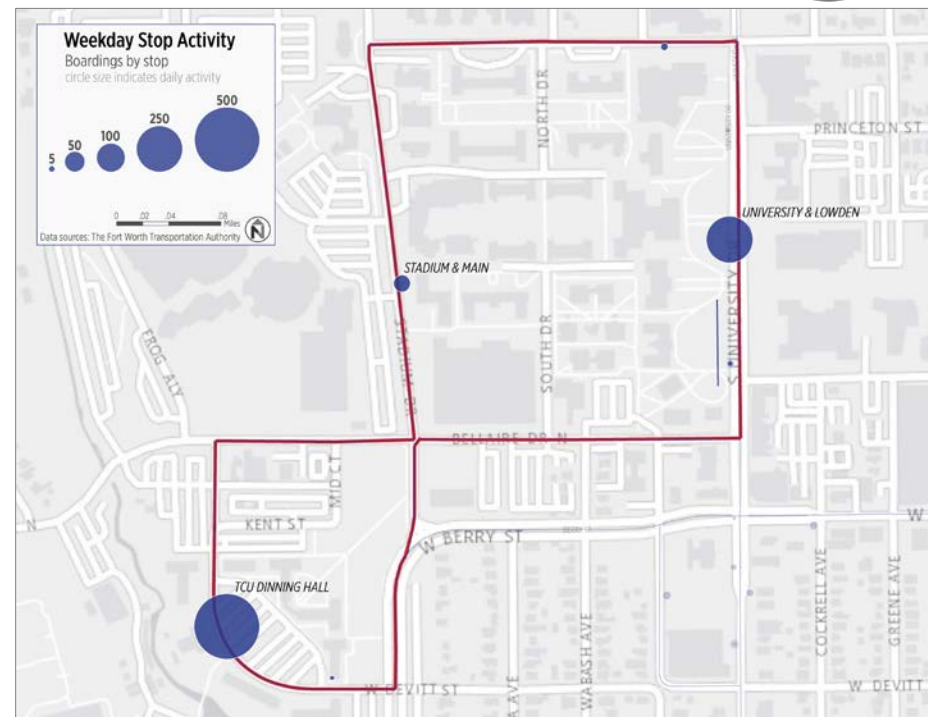 Weekday Stop Activity
Boardings by stop
circle size indicates daily activity
5
50
100
250
500
0 .02 .04 .08
Miles
N
Data sources: The Fort Worth Transportation Authority
NORTH DR
PRINCETON ST
UNIVERSITY & LOWDEN
STADIUM & MAIN
S UNIVERSITY
STADIUM DR
FROG ALY
SOUTH DR
BELLAIRE DR N
MID CT
KENT ST
N
W BERRY ST
W
TCU DINNING HALL
COCKRELL AVE
GREENE AVE
WABASH AVE
A AVE
W DEVITT ST
W DEVITT